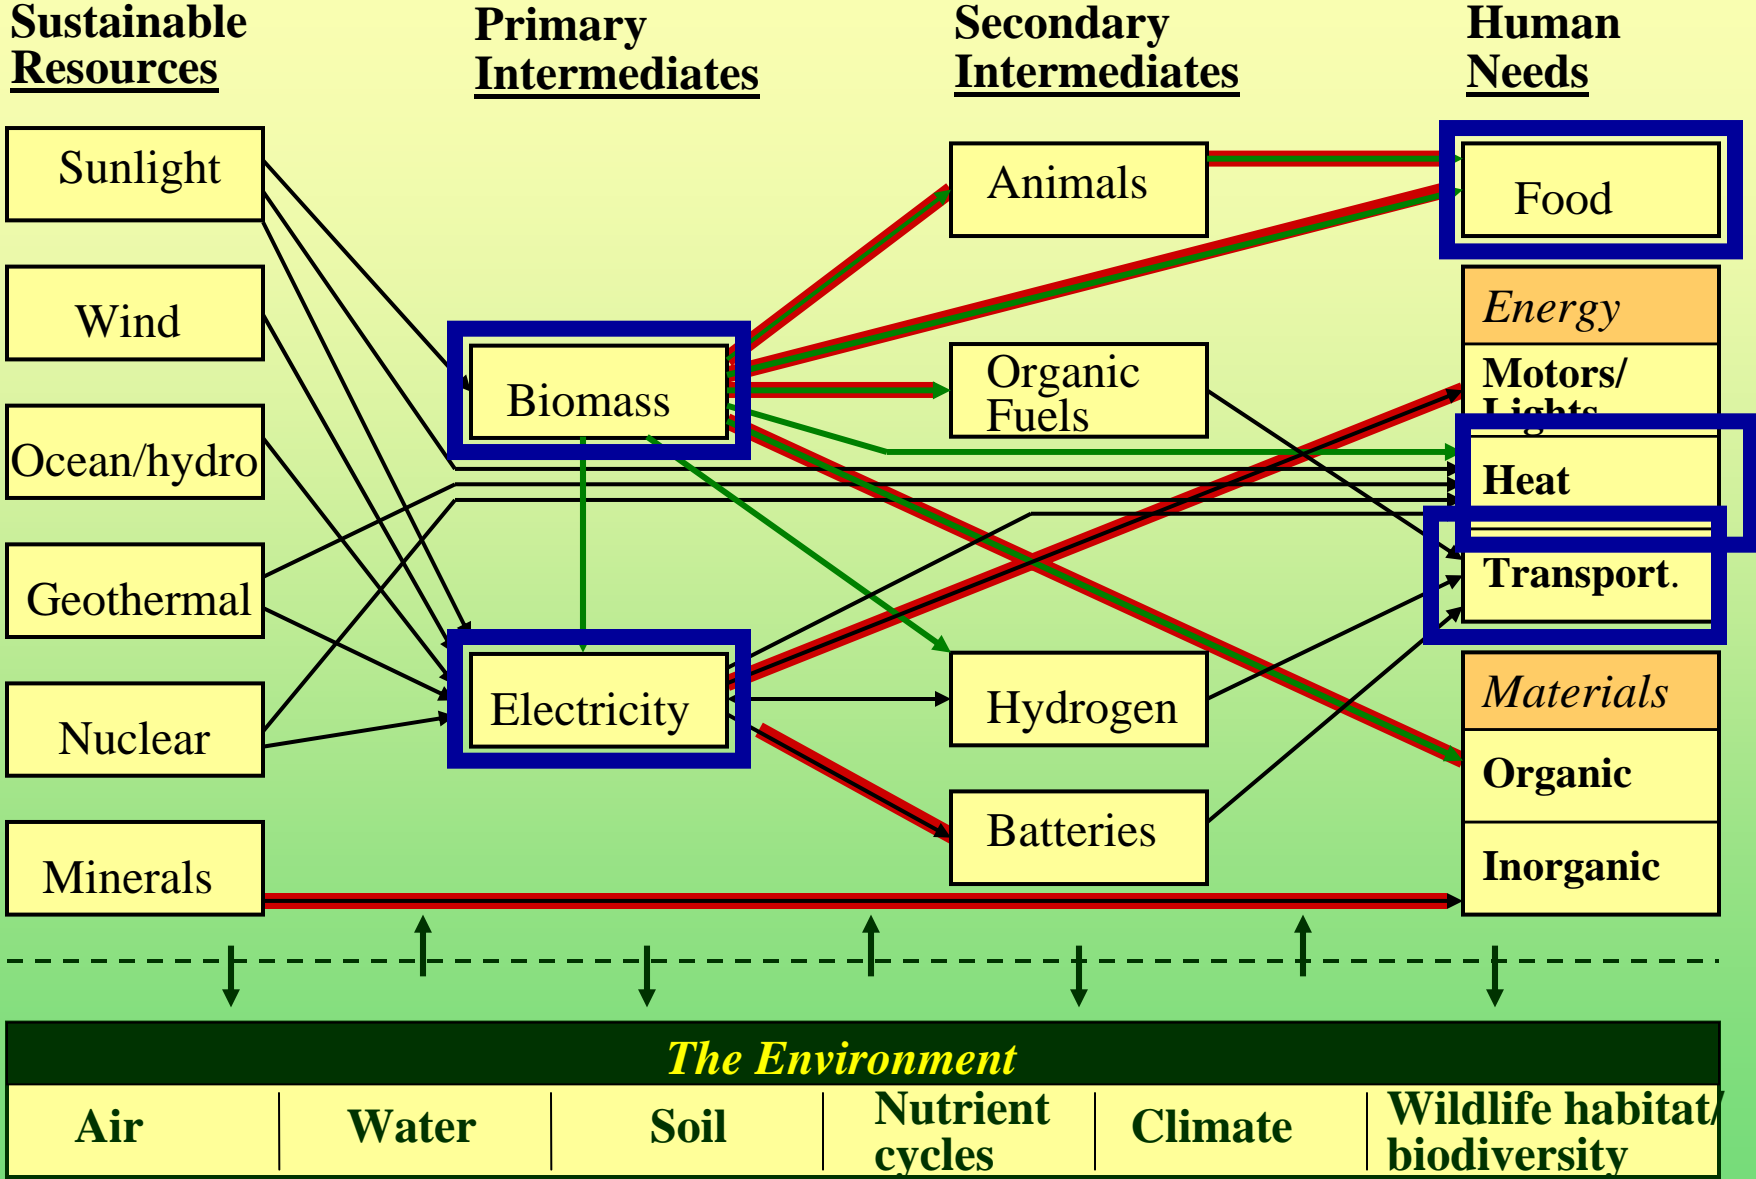 Sustainable
Resources
Primary
Intermediates
Secondary
Intermediates
Human
Needs
Sunlight
Wind
Ocean/hydro
Geothermal
Nuclear
Minerals
Biomass
Electricity
Animals
Organic
Fuels
Hydrogen
Batteries
Food
Energy
Motors/
Lights
Heat
Transport.
Materials
Organic
Inorganic
The Environment
Air
Water
Soil
Nutrient
cycles
Climate
Wildlife habitat/
biodiversity